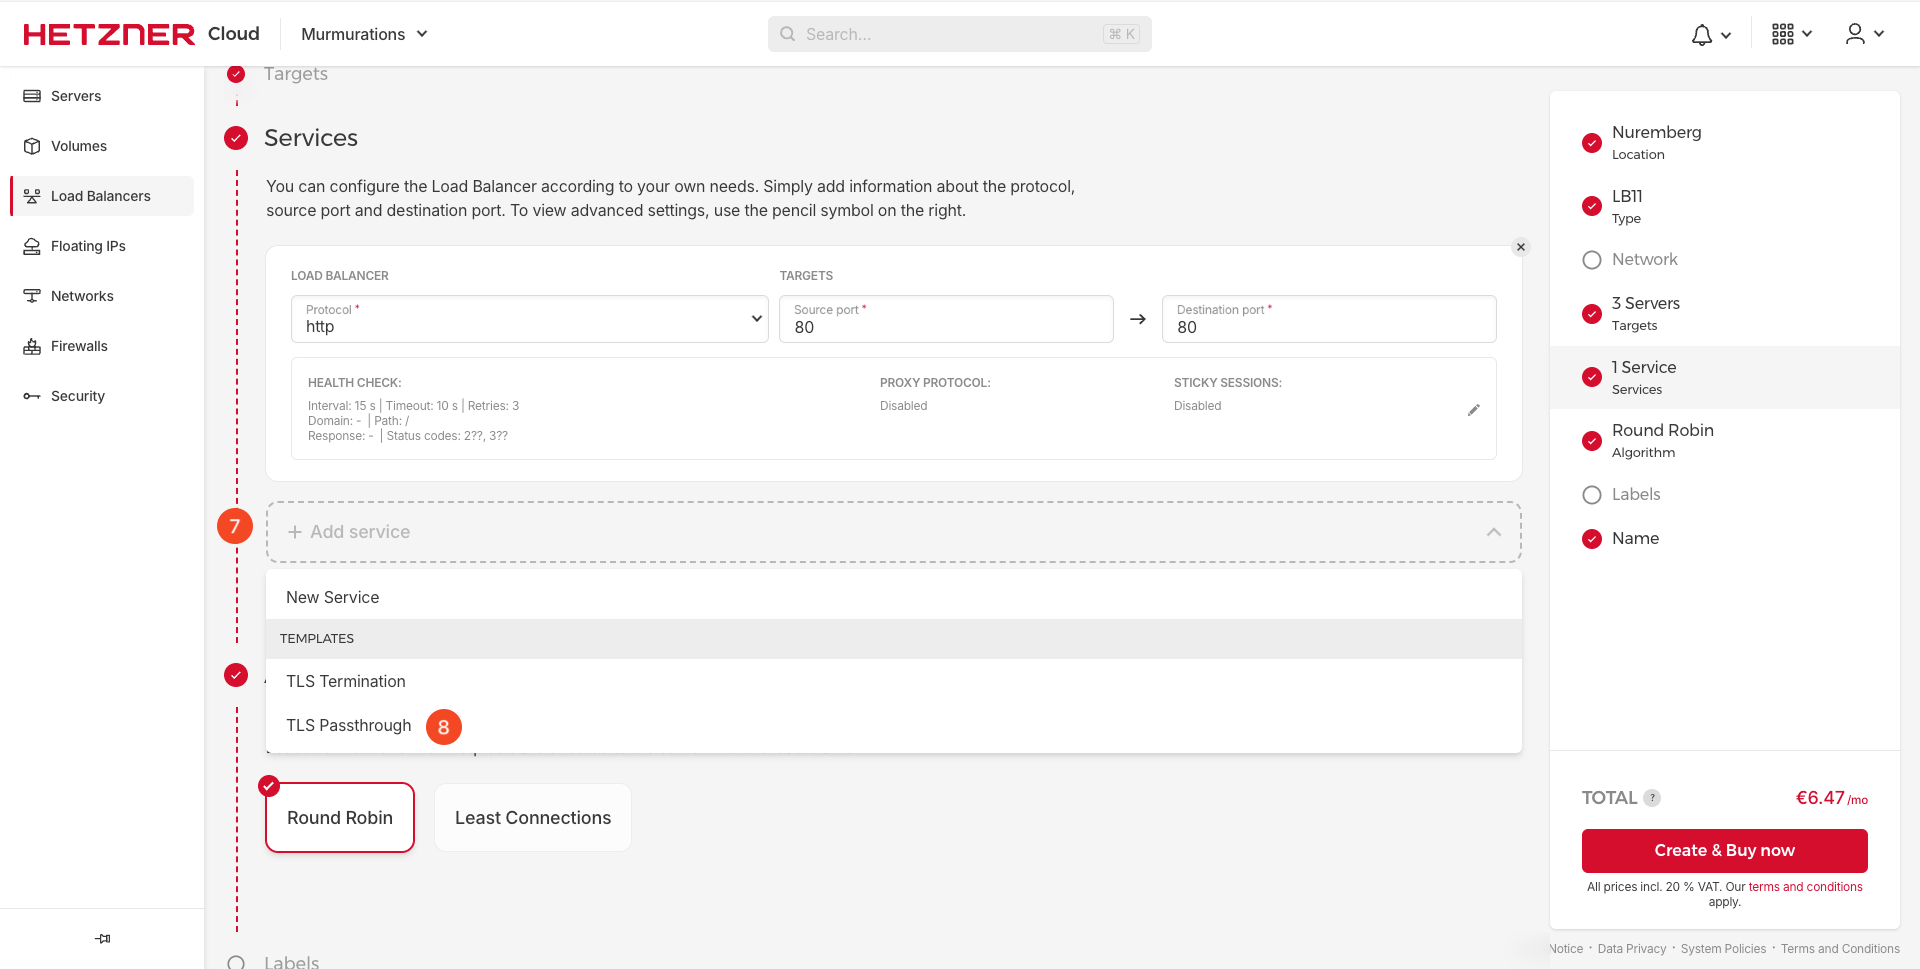 HETZNER Cloud
Murmurations
Search...
⌘ K
Servers
Volumes
Load Balancers
Floating IPs
Networks
Firewalls
Security
Targets
Services
You can configure the Load Balancer according to your own needs. Simply add information about the protocol,
source port and destination port. To view advanced settings, use the pencil symbol on the right.
LOAD BALANCER
TARGETS
Protocol *
http
Source port *
80
Destination port *
80
HEALTH CHECK:
Interval: 15 s | Timeout: 10 s | Retries: 3
Domain: - | Path: /
Response: - | Status codes: 2??, 3??
PROXY PROTOCOL:
Disabled
STICKY SESSIONS:
Disabled
7
+ Add service
New Service
TEMPLATES
TLS Termination
TLS Passthrough
8
Round Robin
Least Connections
Labels
Nuremberg
Location
LB11
Type
Network
3 Servers
Targets
1 Service
Services
Round Robin
Algorithm
Labels
Name
TOTAL ?
€6.47 /mo
Create & Buy now
All prices incl. 20 % VAT. Our terms and conditions
apply.
Notice · Data Privacy · System Policies · Terms and Conditions